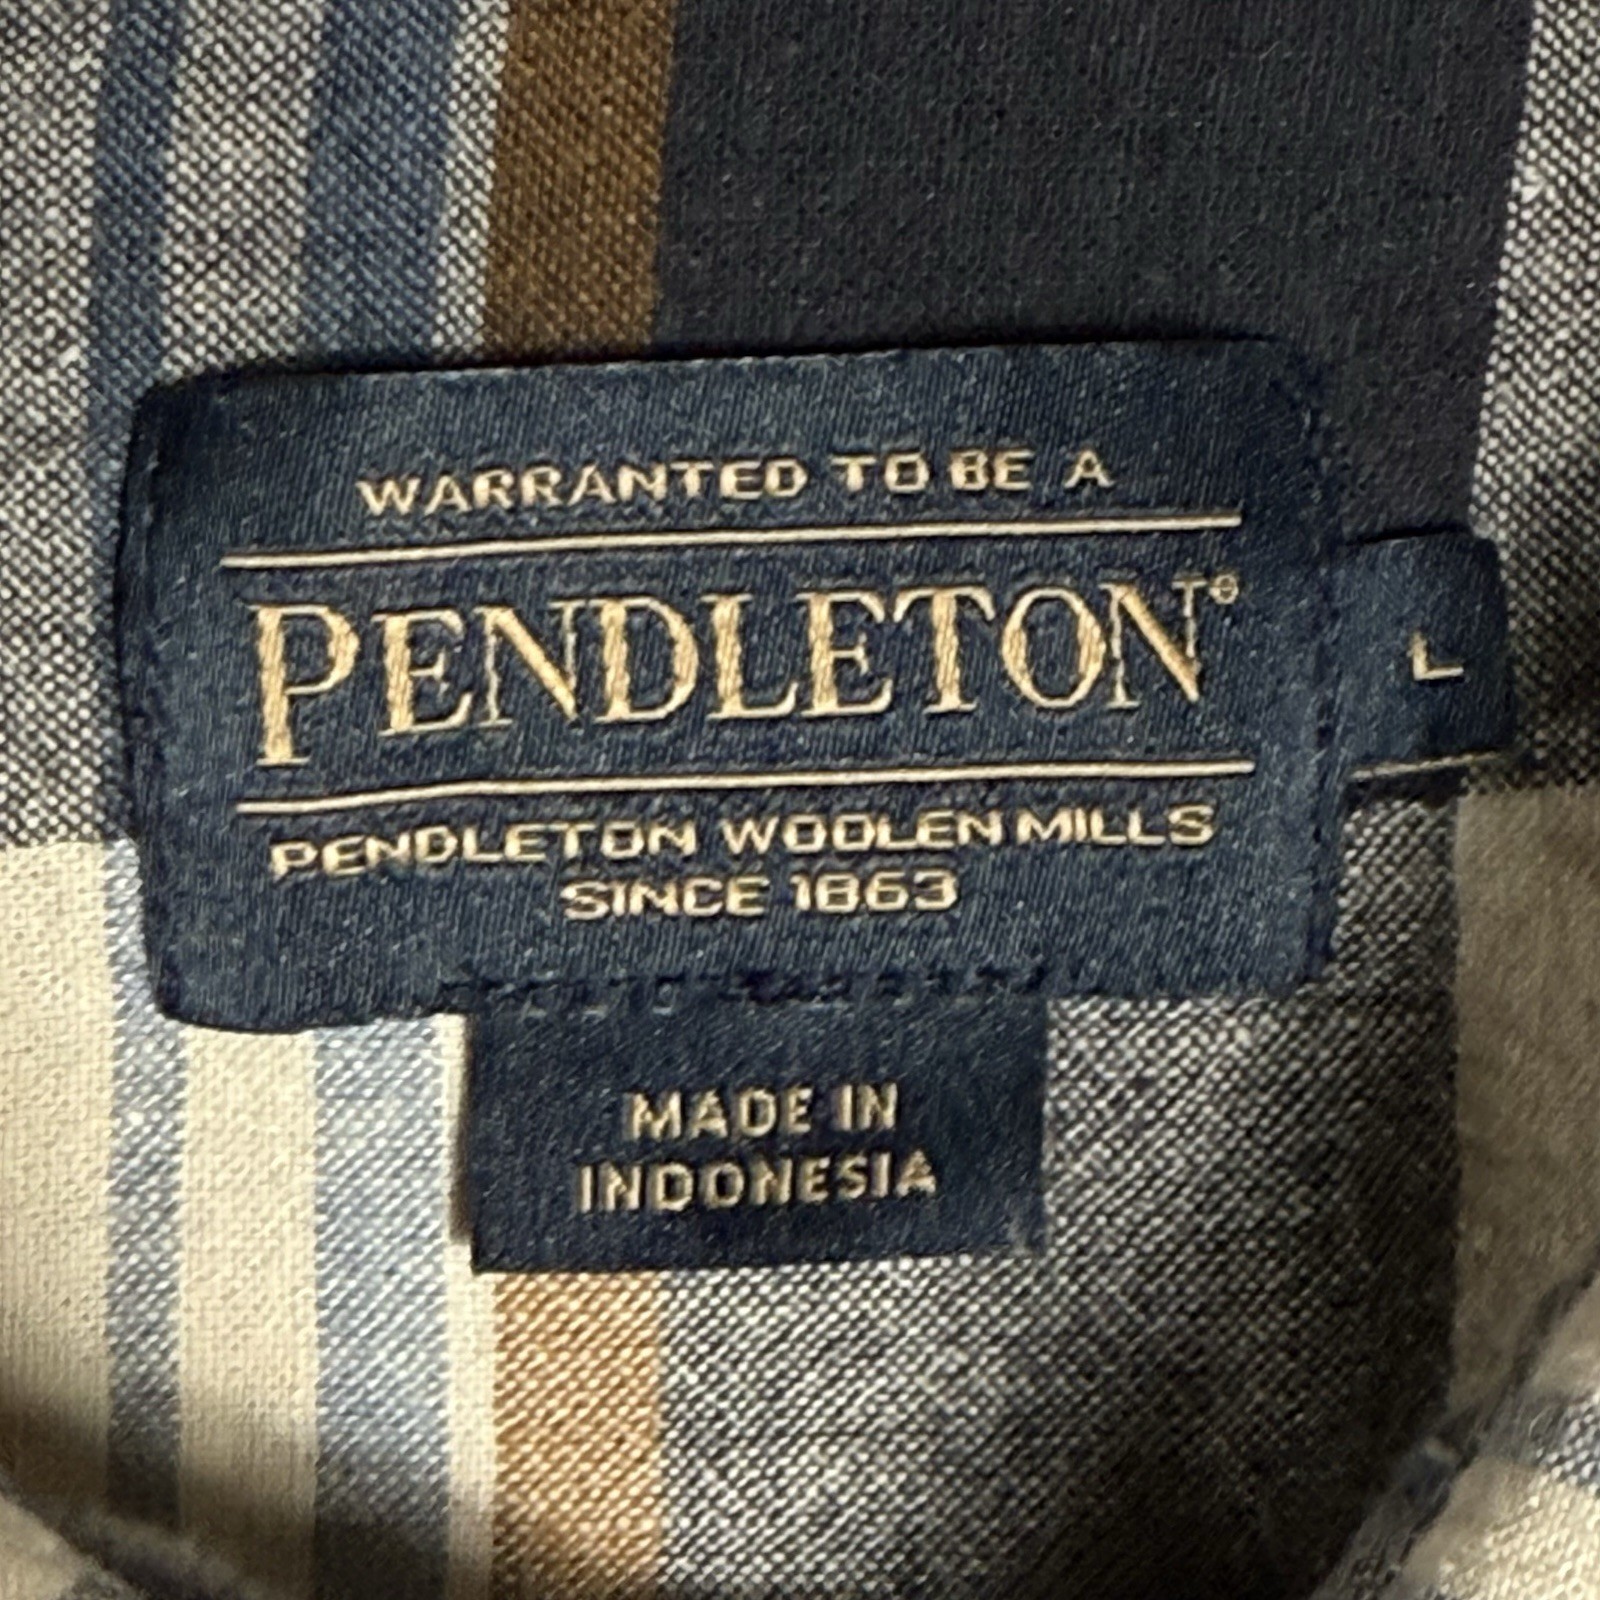 WARRANTED TO BE A
PENDLETON®
L
PENDLETON WOOLEN MILLS
SINCE 1863
MADE IN
INDONESIA